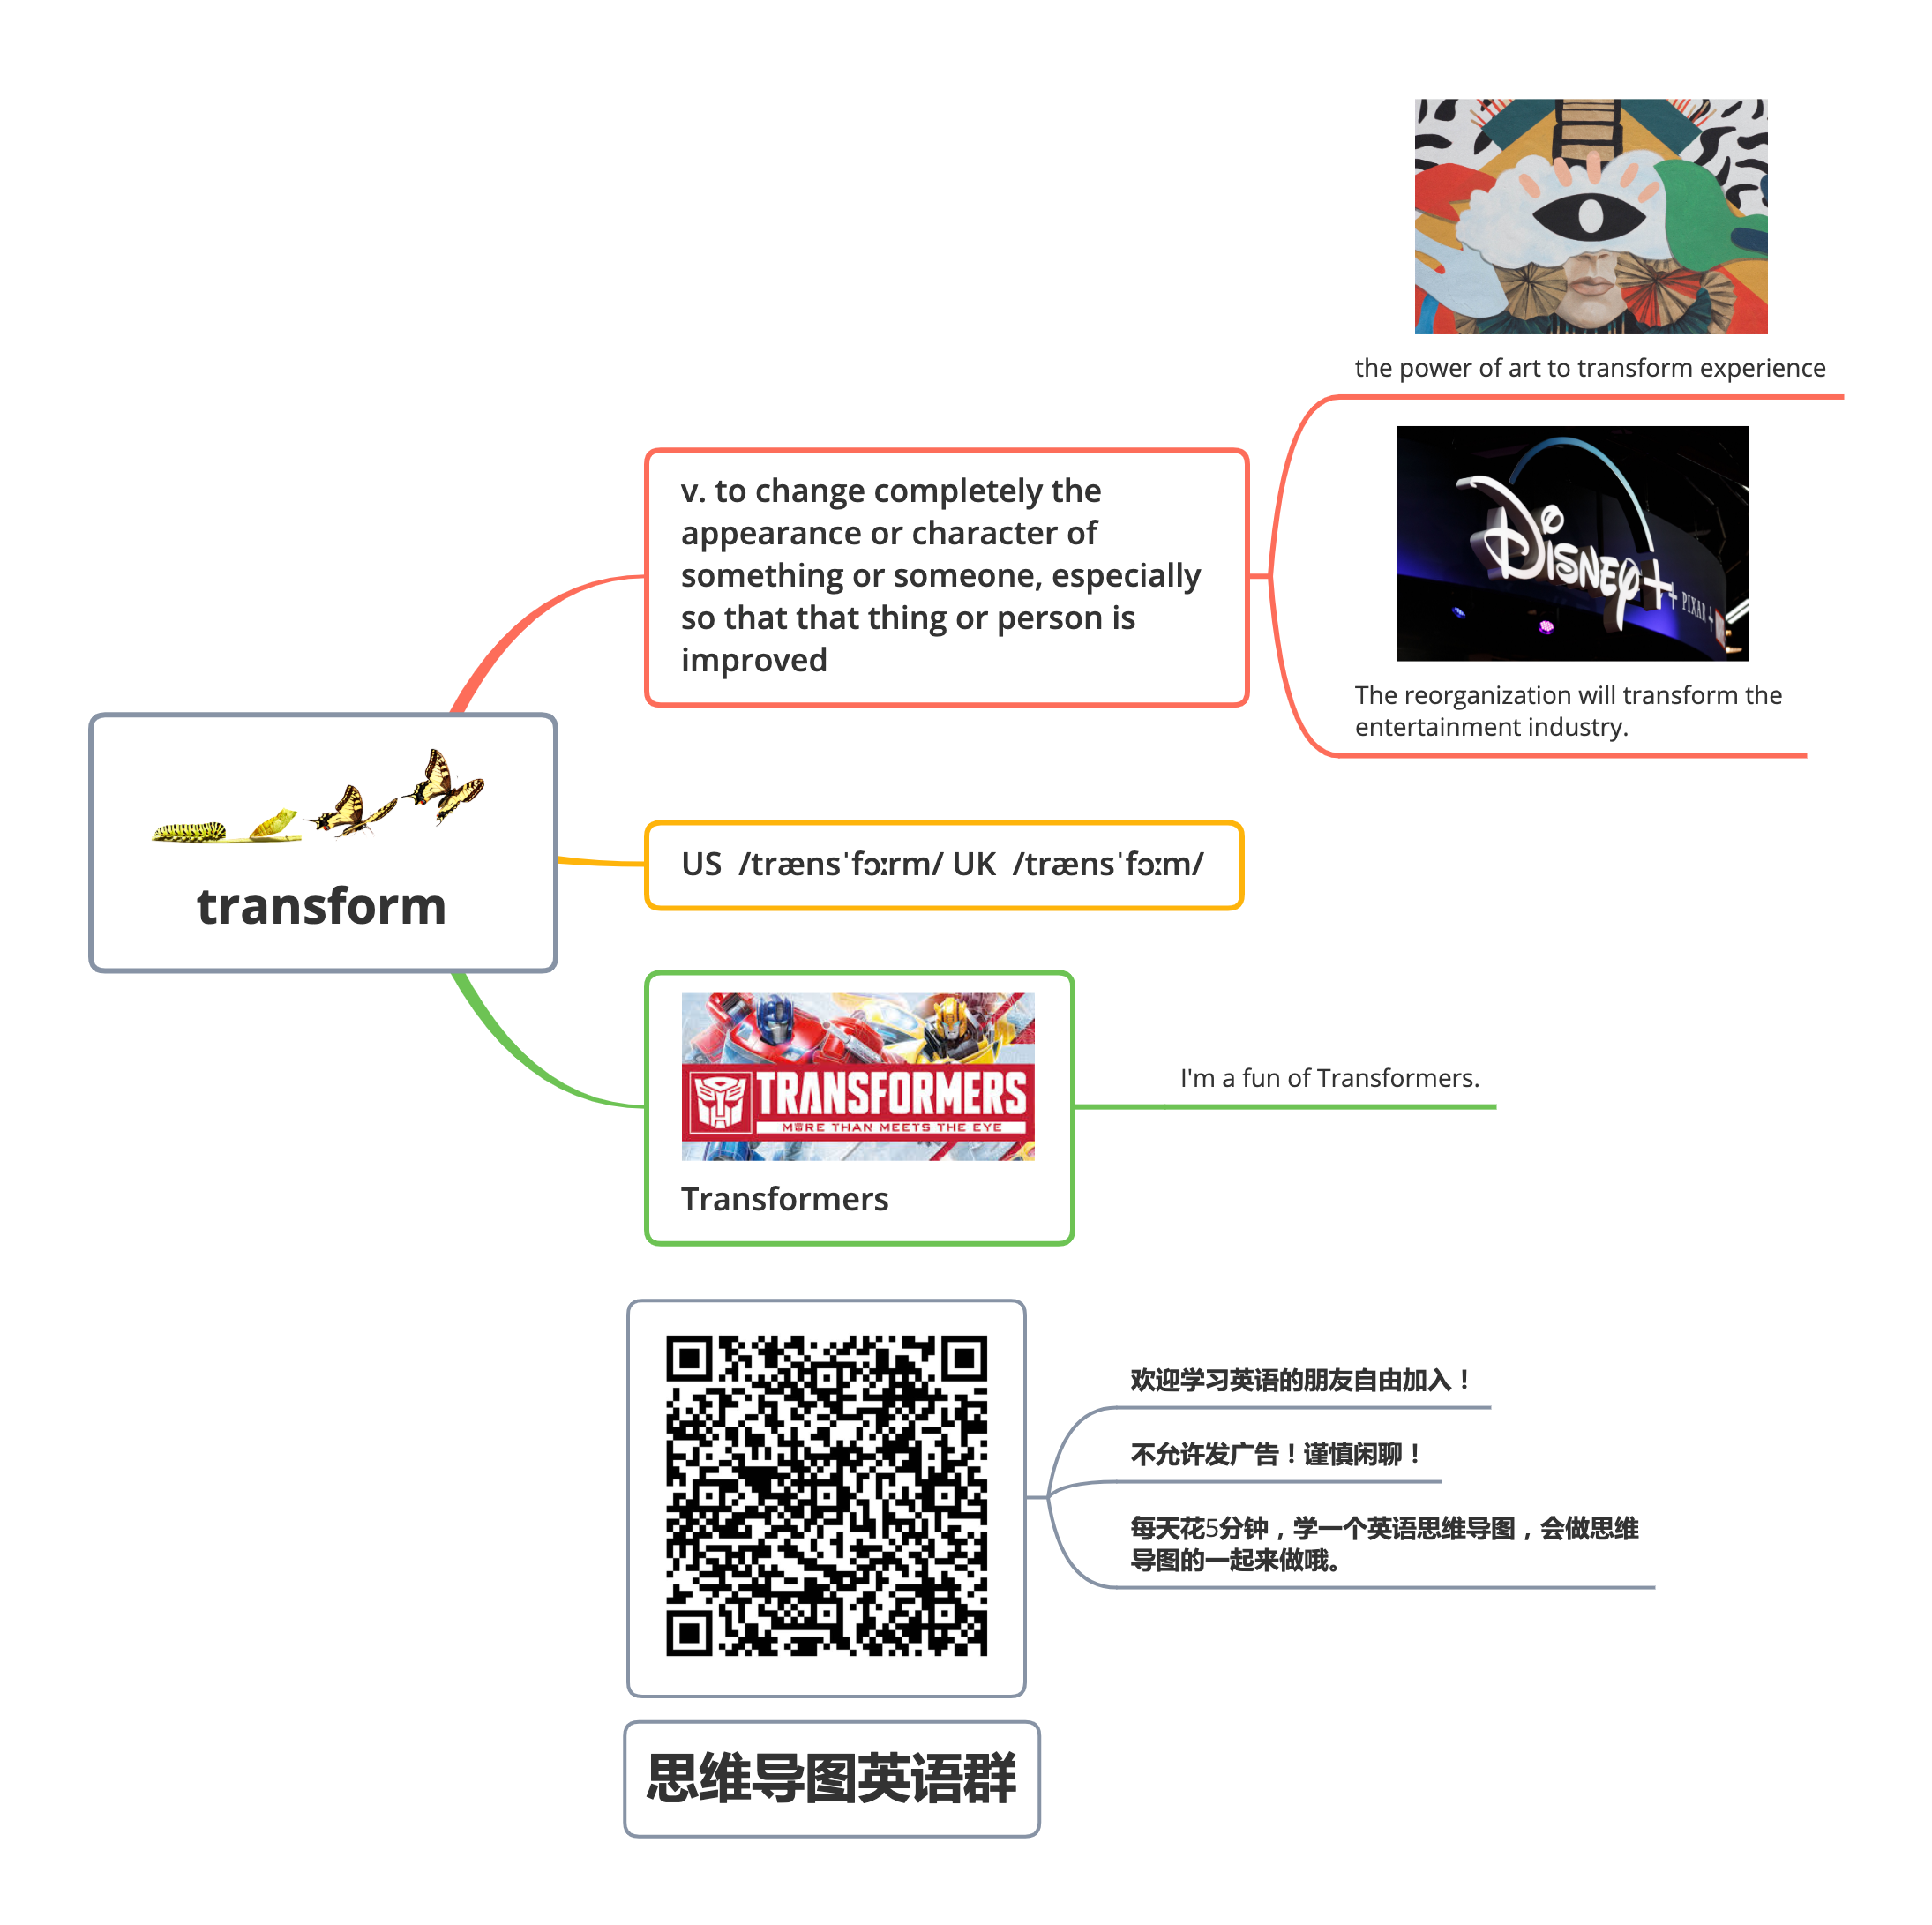 the power of art to transform experience
DISNEY+
PIXAR +
The reorganization will transform the
entertainment industry.
v. to change completely the
appearance or character of
something or someone, especially
so that that thing or person is
improved
transform
US  /trænsˈfɔːrm/ UK  /trænsˈfɔːm/
TRANSFORMERS
MORE THAN MEETS THE EYE
Transformers
I'm a fun of Transformers.
欢迎学习英语的朋友自由加入！
不允许发广告！谨慎闲聊！
每天花5分钟，学一个英语思维导图，会做思维
导图的一起来做哦。
思维导图英语群